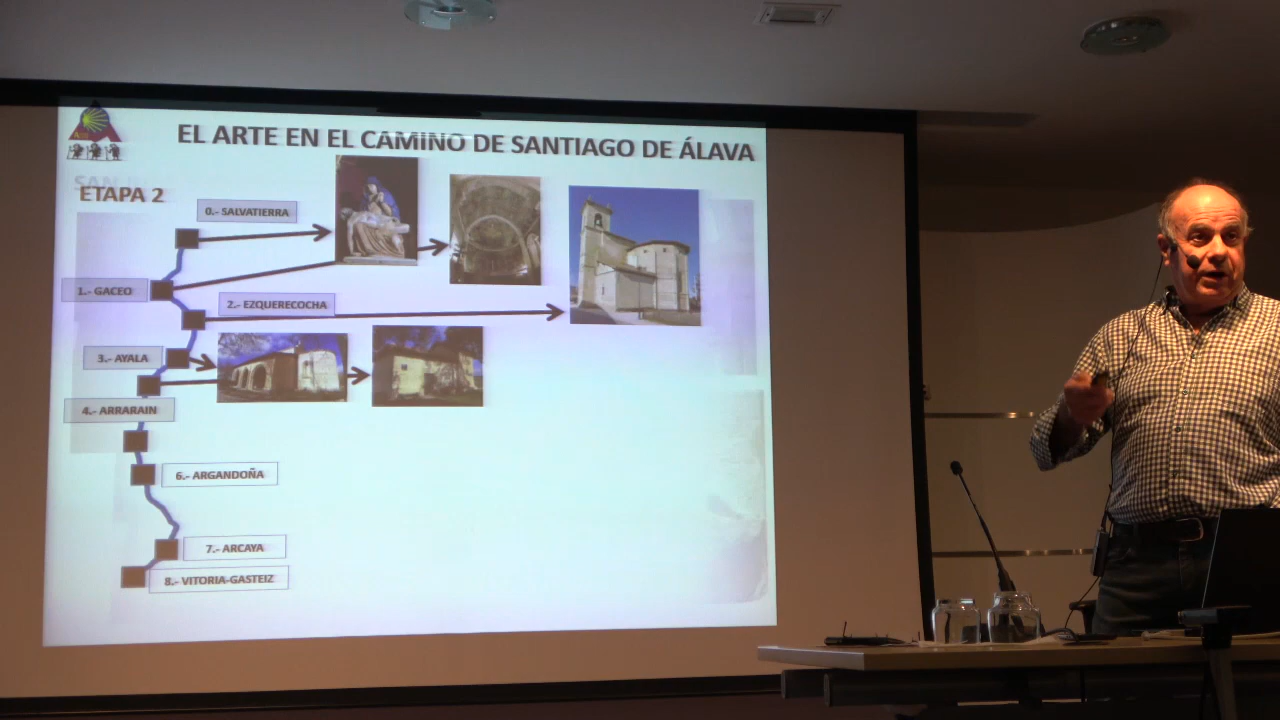 EL ARTE EN EL CAMINO DE SANTIAGO DE ÁLAVA
SAN
ETAPA 2
0.- SALVATIERRA
1.- GACEO
2.- EZQUERECOCHA
3.- AYALA
4.- ARRARAIN
6.- ARGANDOÑA
7.- ARCAYA
8.- VITORIA-GASTEIZ